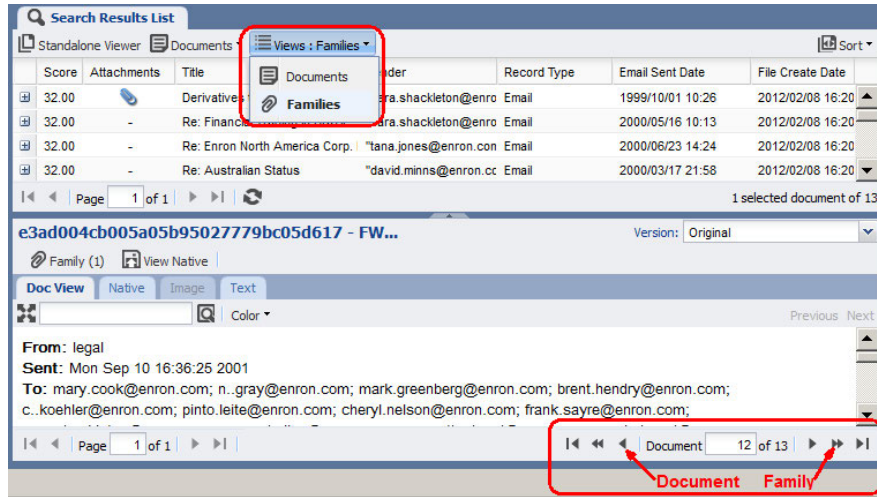 Search Results List
Standalone Viewer Documents Views : Families Sort
Score Attachments Title Record Type Email Sent Date File Create Date
Documents
Families
32.00 Derivatives ara.shackleton@enro Email 1999/10/01 10:26 2012/02/08 16:20
32.00 - Re: Financia ara.shackleton@enro Email 2000/05/16 10:13 2012/02/08 16:20
32.00 - Re: Enron North America Corp. "tana.jones@enron.con Email 2000/06/23 14:24 2012/02/08 16:20
32.00 - Re: Australian Status "david.minns@enron.cc Email 2000/03/17 21:58 2012/02/08 16:20
Page 1 of 1 1 selected document of 13
e3ad004cb005a05b95027779bc05d617 - FW... Version: Original
Family (1) View Native
Doc View Native Image Text
Color Previous Next
From: legal
Sent: Mon Sep 10 16:36:25 2001
To: mary.cook@enron.com; n..gray@enron.com; mark.greenberg@enron.com; brent.hendry@enron.com;
c..koehler@enron.com; pinto.leite@enron.com; cheryl.nelson@enron.com; frank.sayre@enron.com;
Page 1 of 1 Document 12 of 13
Document Family